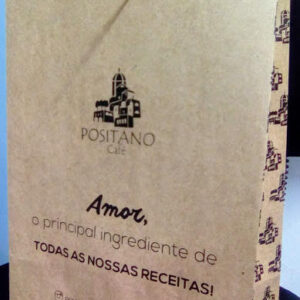 POSITANO
Café
Amor,
o principal ingrediente de
TODAS AS NOSSAS RECEITAS!